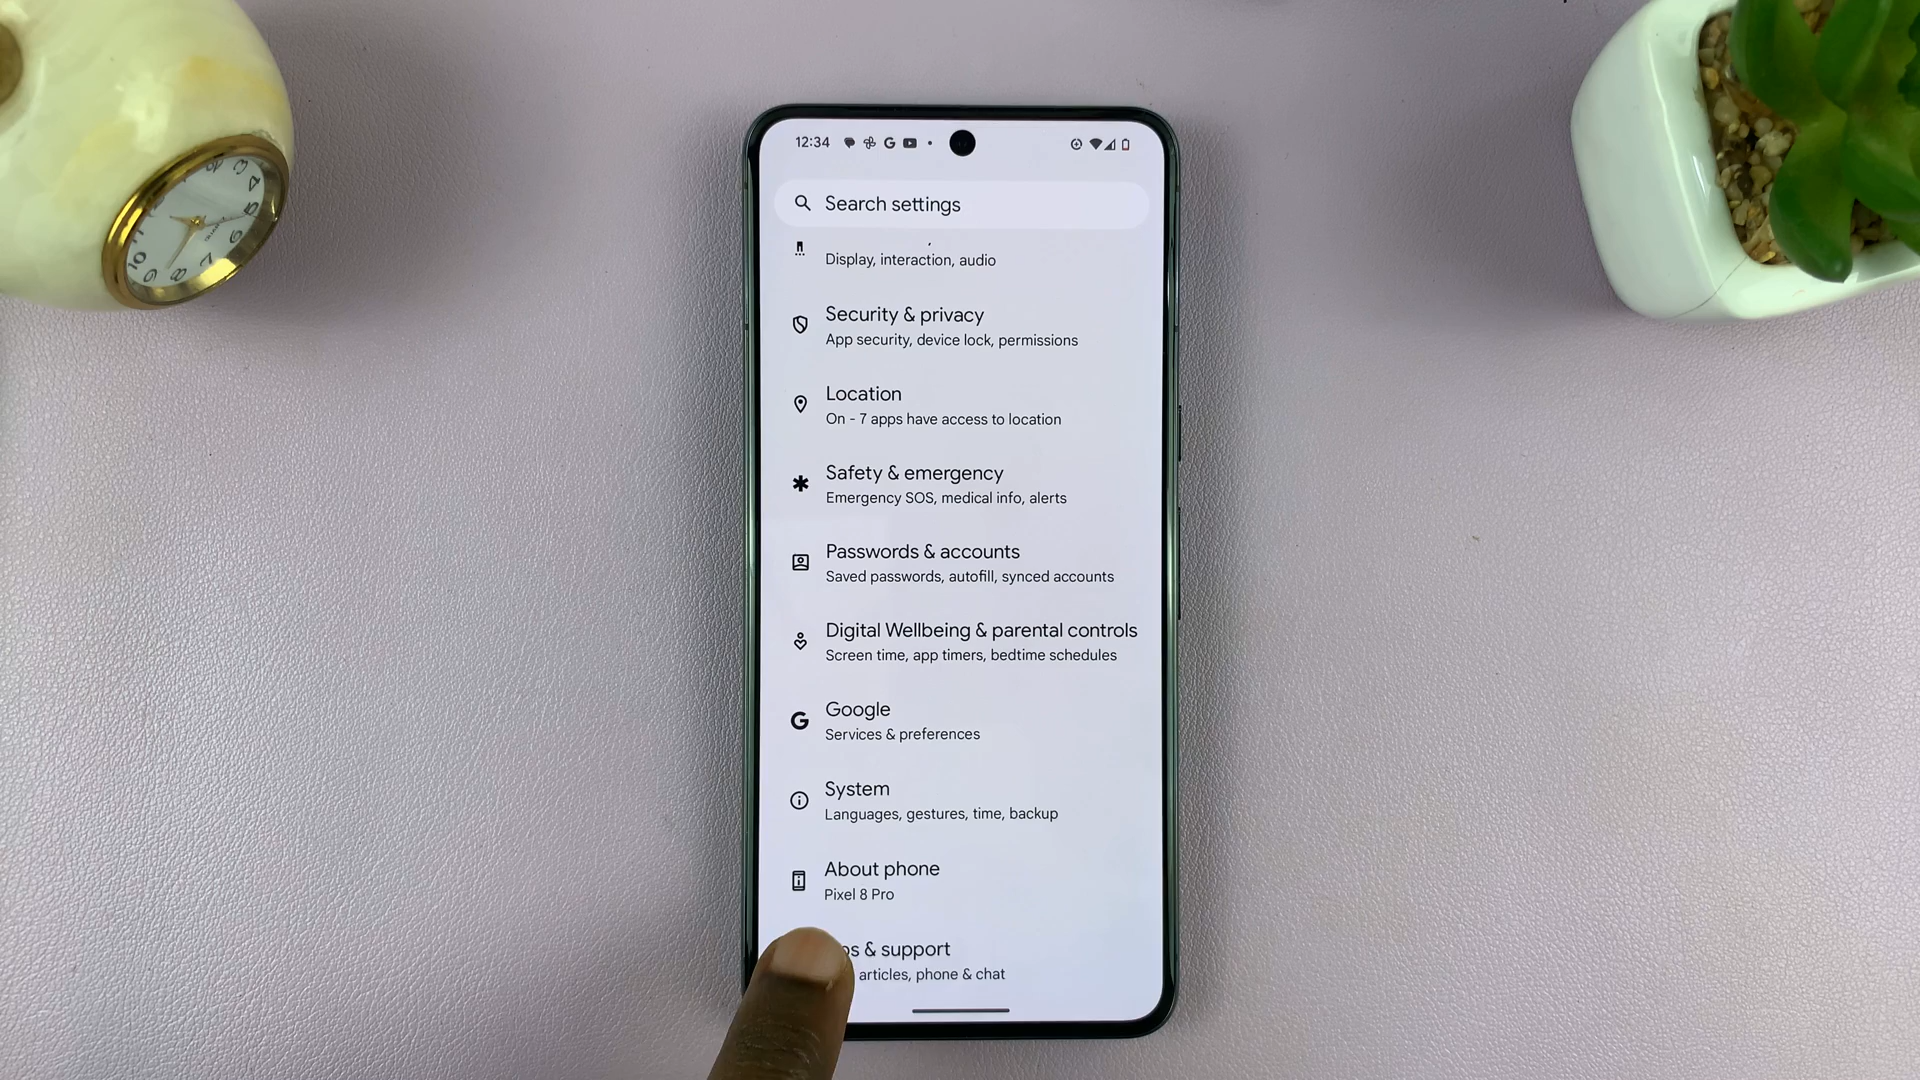 12:34
Search settings
Display, interaction, audio
Security & privacy
App security, device lock, permissions
Location
On - 7 apps have access to location
Safety & emergency
Emergency SOS, medical info, alerts
Passwords & accounts
Saved passwords, autofill, synced accounts
Digital Wellbeing & parental controls
Screen time, app timers, bedtime schedules
Google
Services & preferences
System
Languages, gestures, time, backup
About phone
Pixel 8 Pro
& support
articles, phone & chat